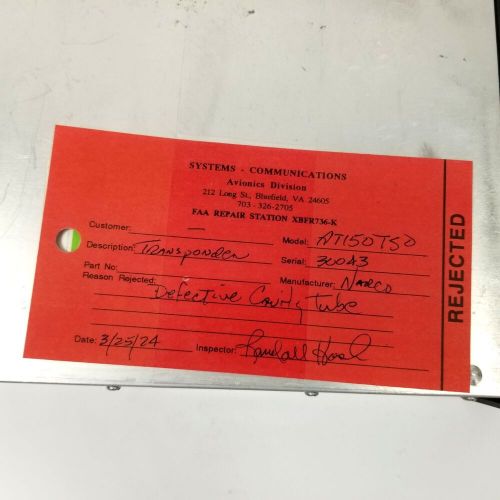 SYSTEMS - COMMUNICATIONS
Avionics Division
212 Long St., Bluefield, VA 24605
703 - 326-2705
FAA REPAIR STATION XBFR736-K
Customer: — Model: AT150TSO
Description: Transponder Serial: 30043
Part No: Manufacturer: Narco
Reason Rejected:
Defective Cavity Tube
Date: 3/25/24 Inspector: Randall
REJECTED